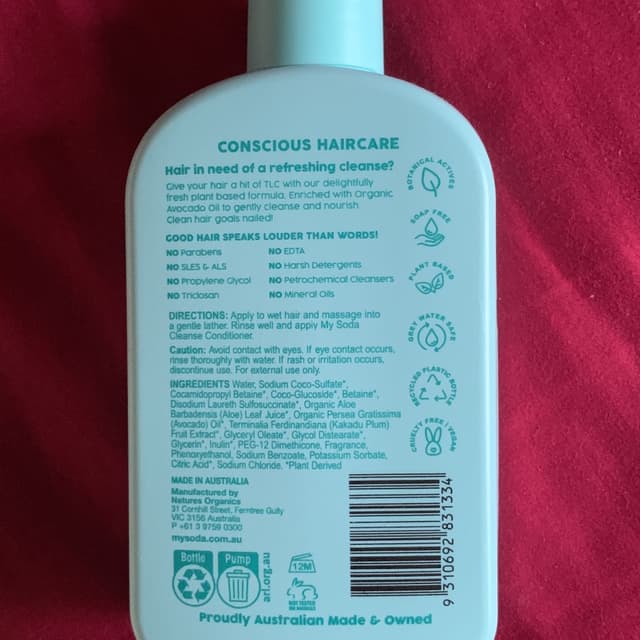 CONSCIOUS HAIRCARE
Hair in need of a refreshing cleanse?
Give your hair a hit of TLC with our delightfully
fresh plant based formula. Enriched with Organic
Avocado Oil to gently cleanse and nourish.
Clean hair goals nailed!
GOOD HAIR SPEAKS LOUDER THAN WORDS!
NO Parabens NO EDTA
NO SLES & ALS NO Harsh Detergents
NO Propylene Glycol NO Petrochemical Cleansers
NO Triclosan NO Mineral Oils
DIRECTIONS: Apply to wet hair and massage into
a gentle lather. Rinse well and apply My Soda
Cleanse Conditioner.
Caution: Avoid contact with eyes. If eye contact occurs,
rinse thoroughly with water. If rash or irritation occurs,
discontinue use. For external use only.
INGREDIENTS Water, Sodium Coco-Sulfate*,
Cocamidopropyl Betaine*, Coco-Glucoside*, Betaine*,
Disodium Laureth Sulfosuccinate*, Organic Aloe
Barbadensis (Aloe) Leaf Juice*, Organic Persea Gratissima
(Avocado) Oil*, Terminalia Ferdinandiana (Kakadu Plum)
Fruit Extract*, Glyceryl Oleate*, Glycol Distearate*,
Glycerin*, Inulin*, PEG-12 Dimethicone, Fragrance,
Phenoxyethanol, Sodium Benzoate, Potassium Sorbate,
Citric Acid*, Sodium Chloride. *Plant Derived
MADE IN AUSTRALIA
Manufactured by
Natures Organics
31 Cornhill Street, Ferntree Gully
VIC 3156 Australia
P +61 3 9759 0300
mysoda.com.au
BOTANICAL ACTIVES
SOAP FREE
PLANT BASED
GREY WATER SAFE
RECYCLED PLASTIC BOTTLE
CRUELTY FREE | VEGAN
Bottle Pump
arl.org.au
12M
NOT TESTED
ON ANIMALS
9 310692 831334
Proudly Australian Made & Owned